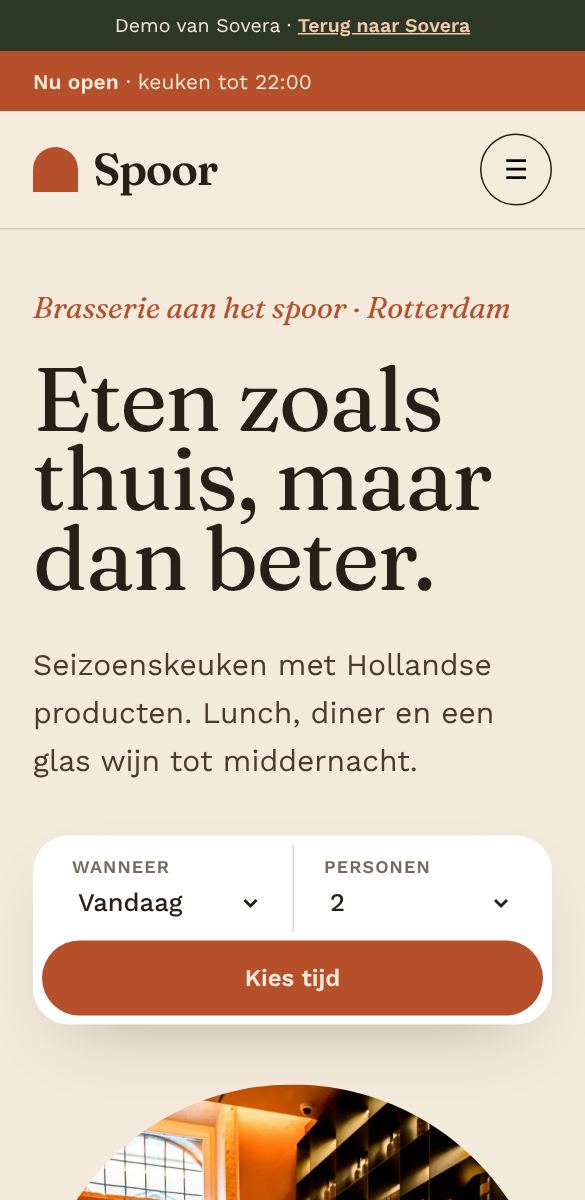 Demo van Sovera · Terug naar Sovera
Nu open · keuken tot 22:00
Spoor
Brasserie aan het spoor · Rotterdam
Eten zoals
thuis, maar
dan beter.
Seizoenskeuken met Hollandse
producten. Lunch, diner en een
glas wijn tot middernacht.
WANNEER
PERSONEN
Vandaag
2
Kies tijd